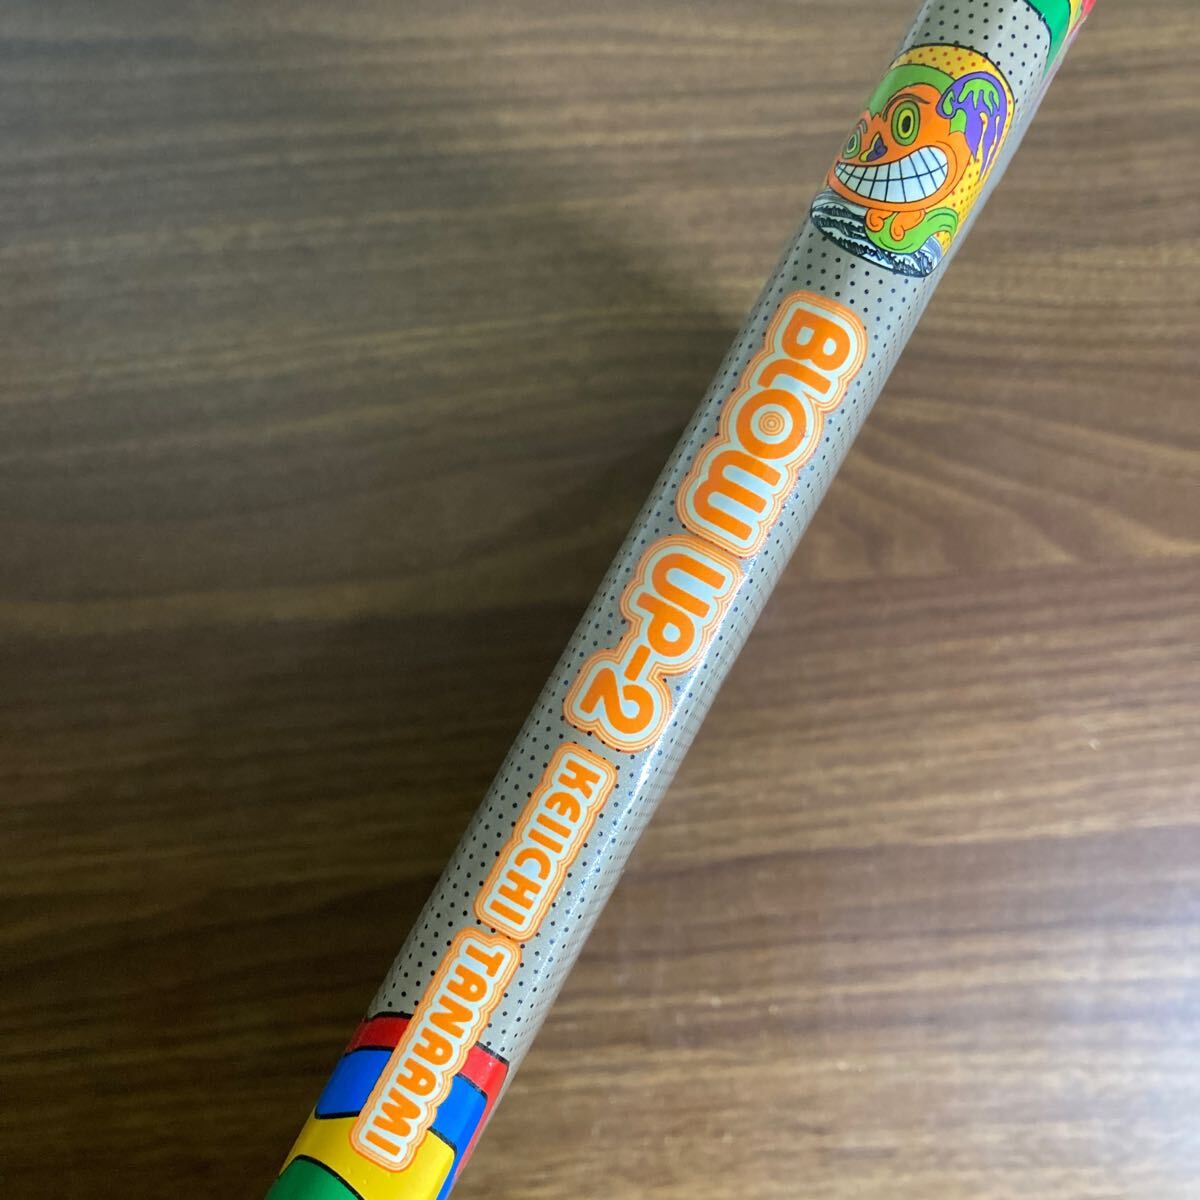 BLOW UP-2
KEIICHI TANAAMI